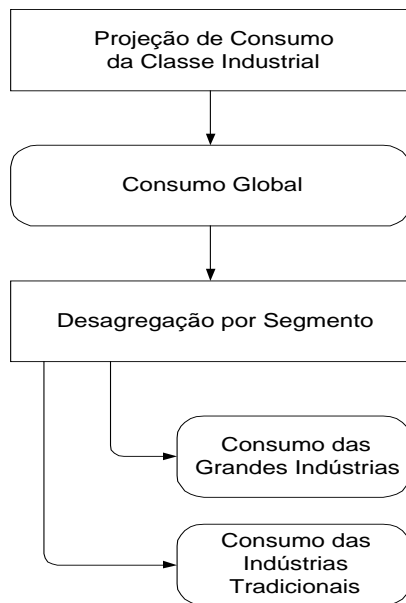 Projeção de Consumo
da Classe Industrial
Consumo Global
Desagregação por Segmento
Consumo das
Grandes Indústrias
Consumo das
Indústrias
Tradicionais